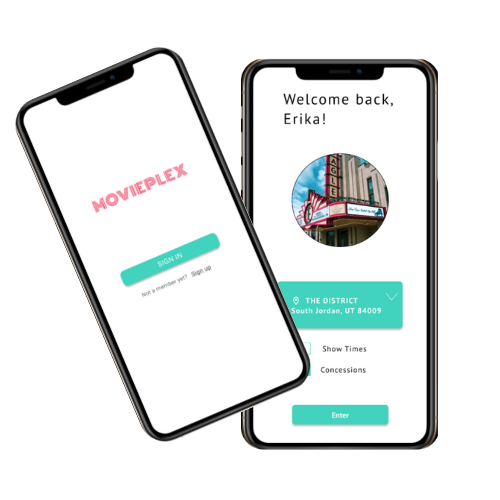 MOVIEPLEX
SIGN IN
Not a member yet? Sign up
Welcome back,
Erika!
EAGLE
THE DISTRICT
South Jordan, UT 84009
Show Times
Concessions
Enter